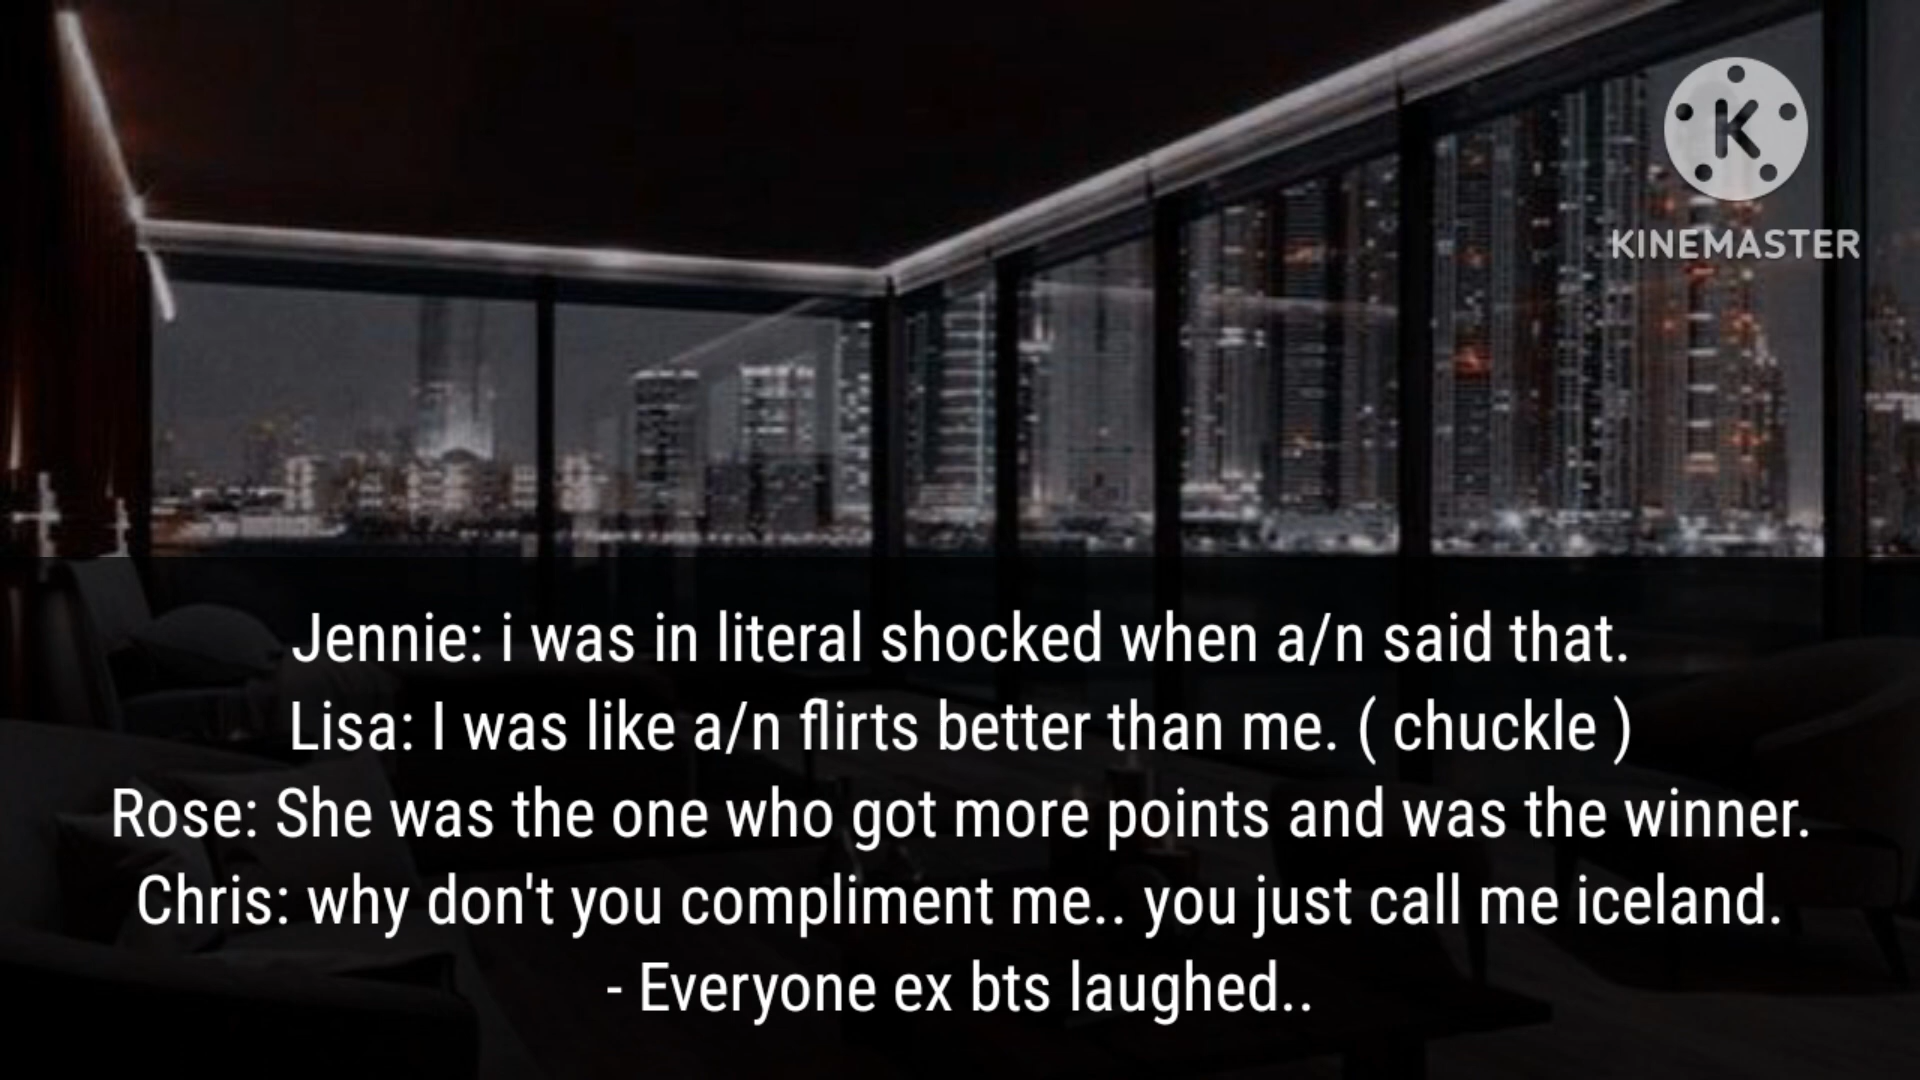 K
KINEMASTER
Jennie: i was in literal shocked when a/n said that.
Lisa: I was like a/n flirts better than me. ( chuckle )
Rose: She was the one who got more points and was the winner.
Chris: why don't you compliment me.. you just call me iceland.
- Everyone ex bts laughed..